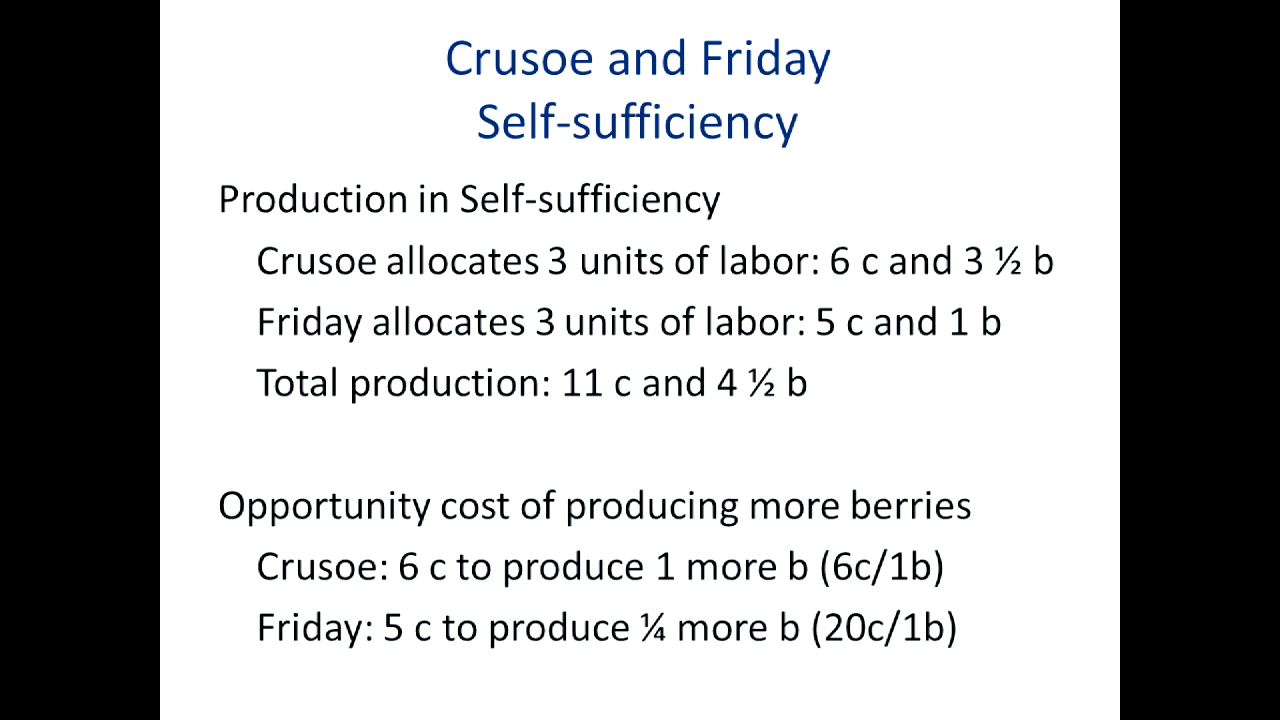 Crusoe and Friday
Self-sufficiency
Production in Self-sufficiency
Crusoe allocates 3 units of labor: 6 c and 3 ½ b
Friday allocates 3 units of labor: 5 c and 1 b
Total production: 11 c and 4 ½ b
Opportunity cost of producing more berries
Crusoe: 6 c to produce 1 more b (6c/1b)
Friday: 5 c to produce ¼ more b (20c/1b)